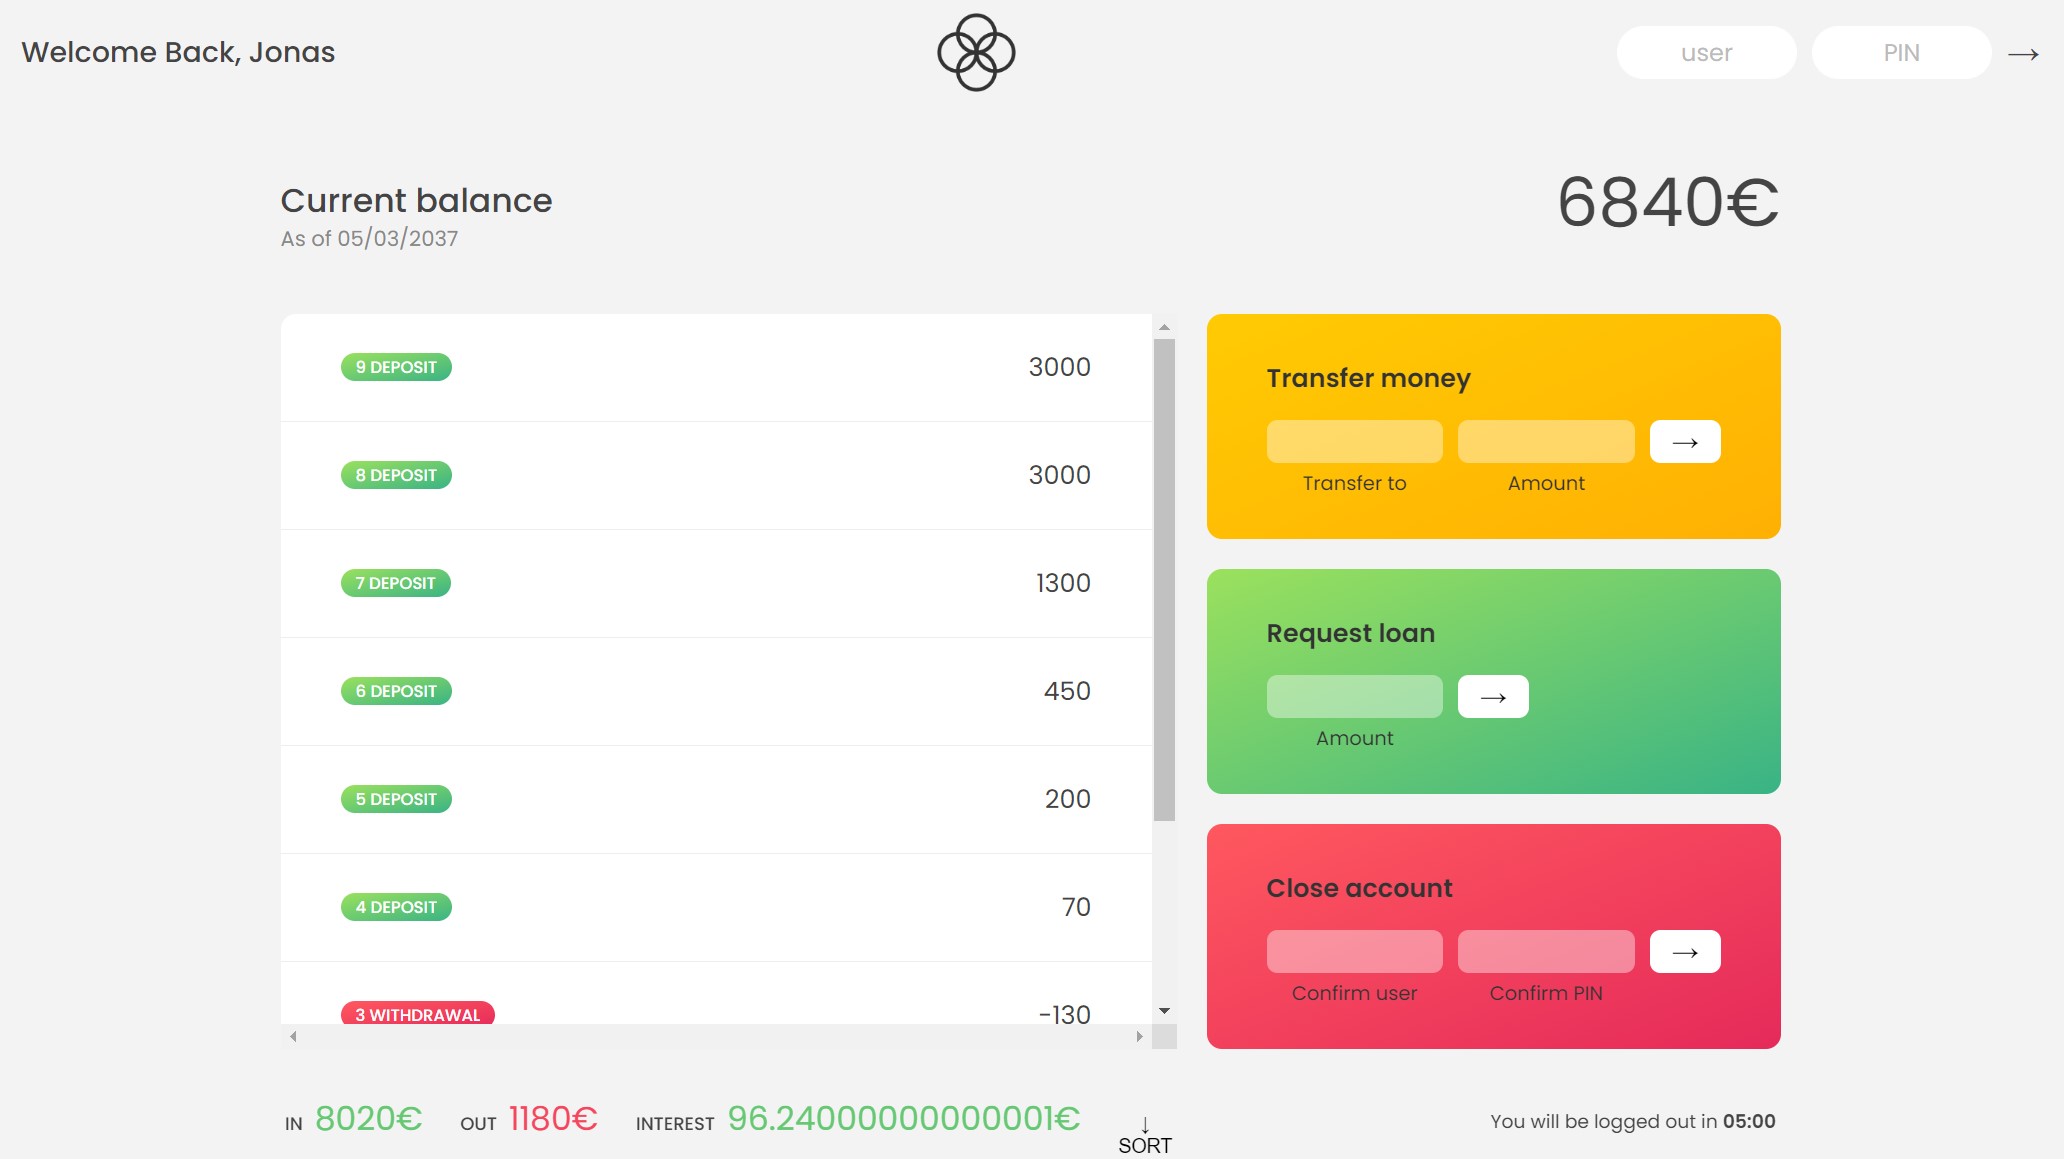 Welcome Back, Jonas
user
PIN
→
Current balance
As of 05/03/2037
6840€
9 DEPOSIT 3000
8 DEPOSIT 3000
7 DEPOSIT 1300
6 DEPOSIT 450
5 DEPOSIT 200
4 DEPOSIT 70
3 WITHDRAWAL -130
Transfer money
→
Transfer to Amount
Request loan
→
Amount
Close account
→
Confirm user Confirm PIN
IN 8020€ OUT 1180€ INTEREST 96.24000000000001€
↓
SORT
You will be logged out in 05:00